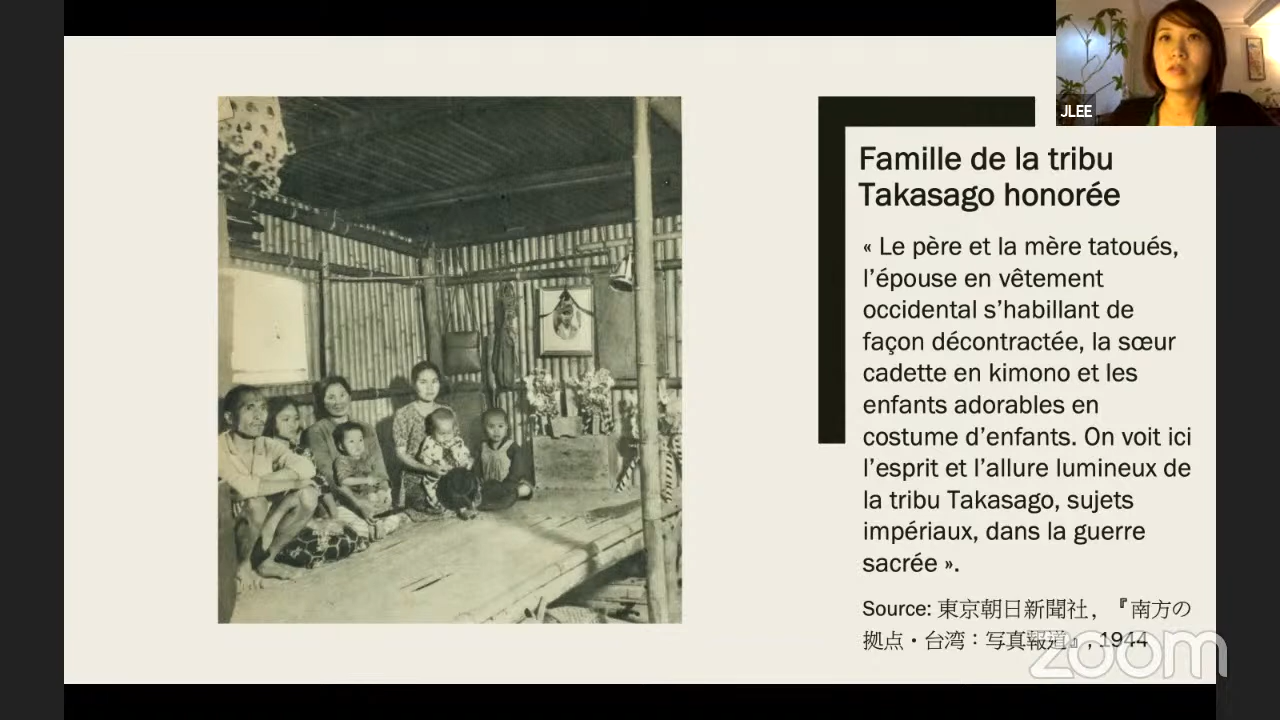 JLEE
Famille de la tribu
Takasago honorée
« Le père et la mère tatoués,
l’épouse en vêtement
occidental s’habillant de
façon décontractée, la sœur
cadette en kimono et les
enfants adorables en
costume d’enfants. On voit ici
l’esprit et l’allure lumineux de
la tribu Takasago, sujets
impériaux, dans la guerre
sacrée ».
Source: 東京朝日新聞社，『南方の
拠点・台湾：写真報道』, 1944
zoom